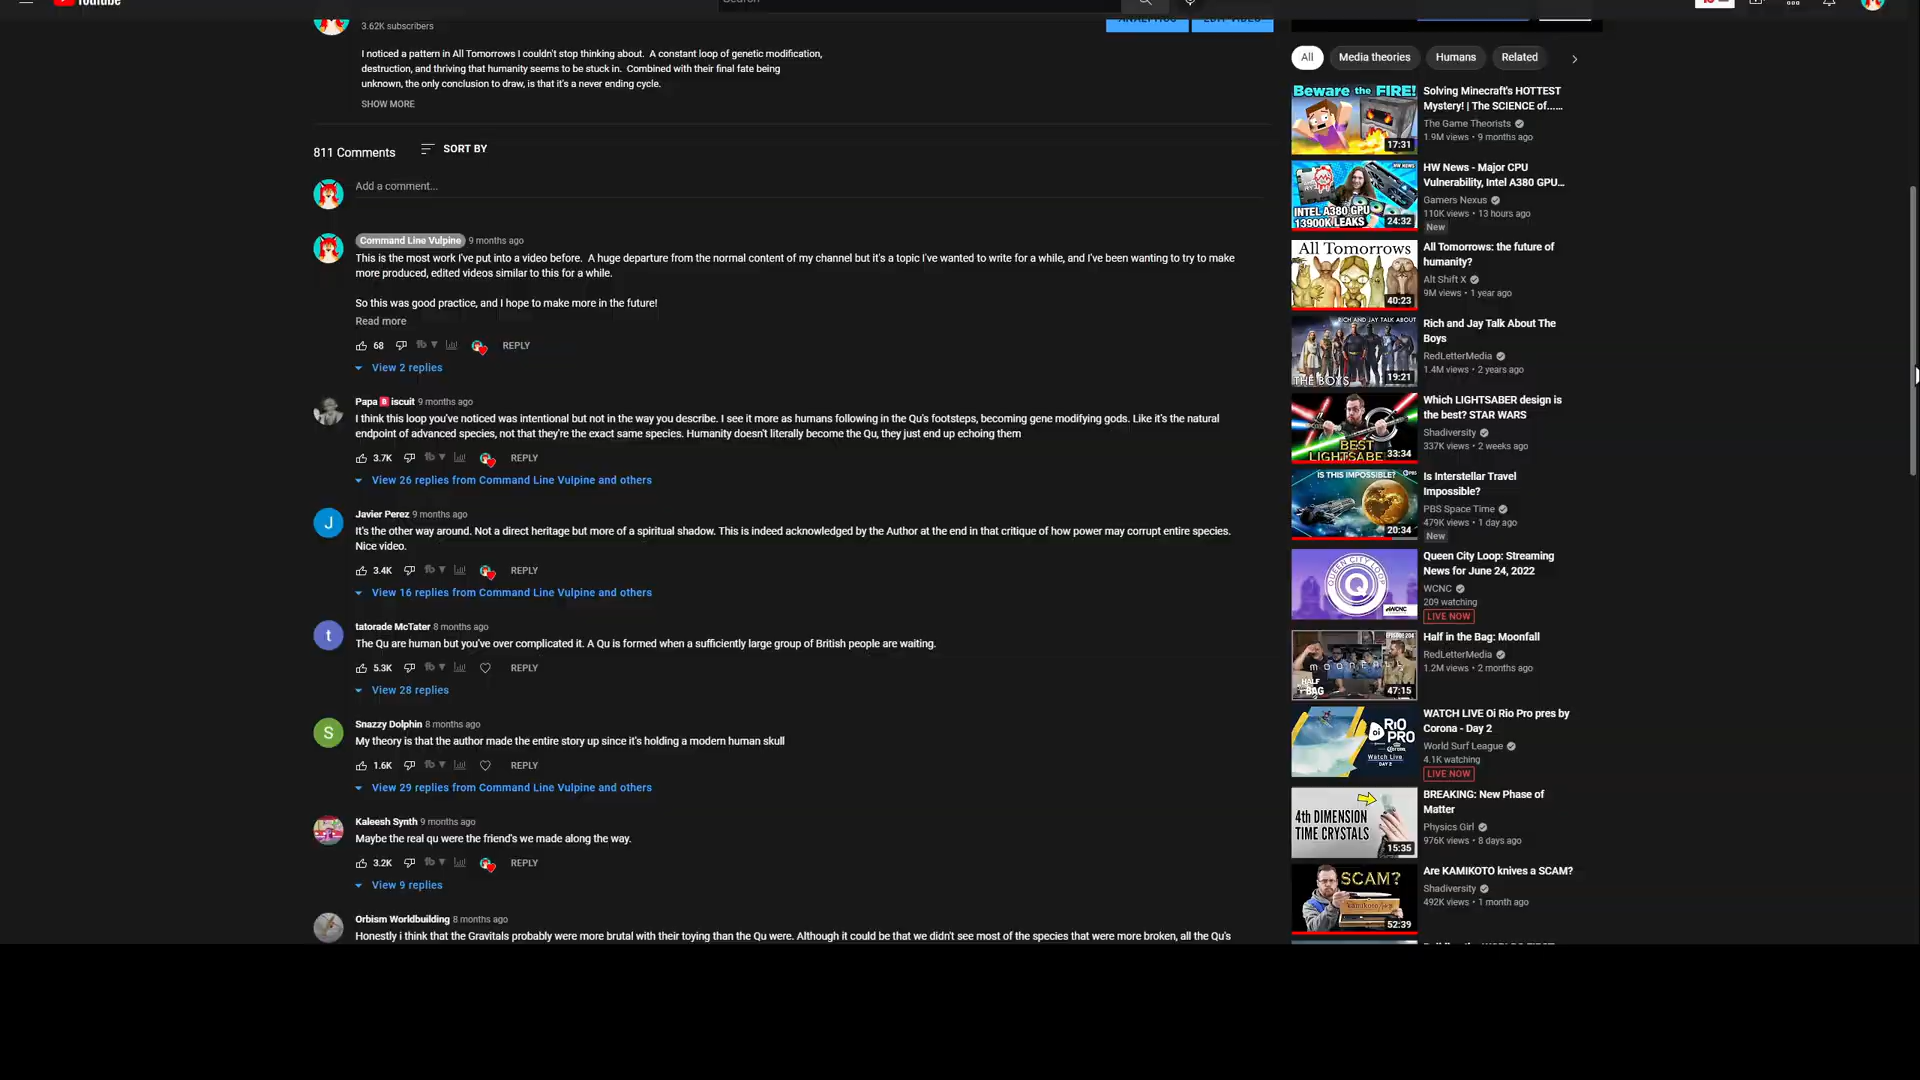 YouTube
Search
3.62K subscribers
ANALYTICS
EDIT VIDEO
I noticed a pattern in All Tomorrows I couldn't stop thinking about.  A constant loop of genetic modification,
destruction, and thriving that humanity seems to be stuck in.  Combined with their final fate being
unknown, the only conclusion to draw, is that it's a never ending cycle.
SHOW MORE
811 Comments
SORT BY
Add a comment...
Command Line Vulpine 9 months ago
This is the most work I've put into a video before.  A huge departure from the normal content of my channel but it's a topic I've wanted to write for a while, and I've been wanting to try to make
more produced, edited videos similar to this for a while.
So this was good practice, and I hope to make more in the future!
Read more
68 REPLY
View 2 replies
Papa 🅱iscuit 9 months ago
I think this loop you've noticed was intentional but not in the way you describe. I see it more as humans following in the Qu's footsteps, becoming gene modifying gods. Like it's the natural
endpoint of advanced species, not that they're the exact same species. Humanity doesn't literally become the Qu, they just end up echoing them
3.7K REPLY
View 26 replies from Command Line Vulpine and others
J
Javier Perez 9 months ago
It's the other way around. Not a direct heritage but more of a spiritual shadow. This is indeed acknowledged by the Author at the end in that critique of how power may corrupt entire species.
Nice video.
3.4K REPLY
View 16 replies from Command Line Vulpine and others
t
tatorade McTater 8 months ago
The Qu are human but you've over complicated it. A Qu is formed when a sufficiently large group of British people are waiting.
5.3K REPLY
View 28 replies
S
Snazzy Dolphin 8 months ago
My theory is that the author made the entire story up since it's holding a modern human skull
1.6K REPLY
View 29 replies from Command Line Vulpine and others
Kaleesh Synth 9 months ago
Maybe the real qu were the friend's we made along the way.
3.2K REPLY
View 9 replies
Orbism Worldbuilding 8 months ago
Honestly i think that the Gravitals probably were more brutal with their toying than the Qu were. Although it could be that we didn't see most of the species that were more broken, all the Qu's
All Media theories Humans Related
Beware the FIRE!
17:31
Solving Minecraft's HOTTEST
Mystery! | The SCIENCE of......
The Game Theorists
1.9M views • 9 months ago
HW NEWS
INTEL A380 GPU
13900K LEAKS
24:32
HW News - Major CPU
Vulnerability, Intel A380 GPU...
Gamers Nexus
110K views • 13 hours ago
New
All Tomorrows
40:23
All Tomorrows: the future of
humanity?
Alt Shift X
9M views • 1 year ago
RICH AND JAY TALK ABOUT
THE BOYS
19:21
Rich and Jay Talk About The
Boys
RedLetterMedia
1.4M views • 2 years ago
BEST
LIGHTSABE
33:34
Which LIGHTSABER design is
the best? STAR WARS
Shadiversity
337K views • 2 weeks ago
IS THIS IMPOSSIBLE?
PBS
20:34
Is Interstellar Travel
Impossible?
PBS Space Time
479K views • 1 day ago
New
QUEEN CITY LOOP
Q
WCNC
Queen City Loop: Streaming
News for June 24, 2022
WCNC
209 watching
LIVE NOW
EPISODE 204
MOONFALL
HALF
BAG
47:15
Half in the Bag: Moonfall
RedLetterMedia
1.2M views • 2 months ago
Oi RIO
PRO
Corona
Watch Live
DAY 2
WATCH LIVE Oi Rio Pro pres by
Corona - Day 2
World Surf League
4.1K watching
LIVE NOW
4th DIMENSION
TIME CRYSTALS
15:35
BREAKING: New Phase of
Matter
Physics Girl
976K views • 8 days ago
SCAM?
kamikoto
52:39
Are KAMIKOTO knives a SCAM?
Shadiversity
492K views • 1 month ago